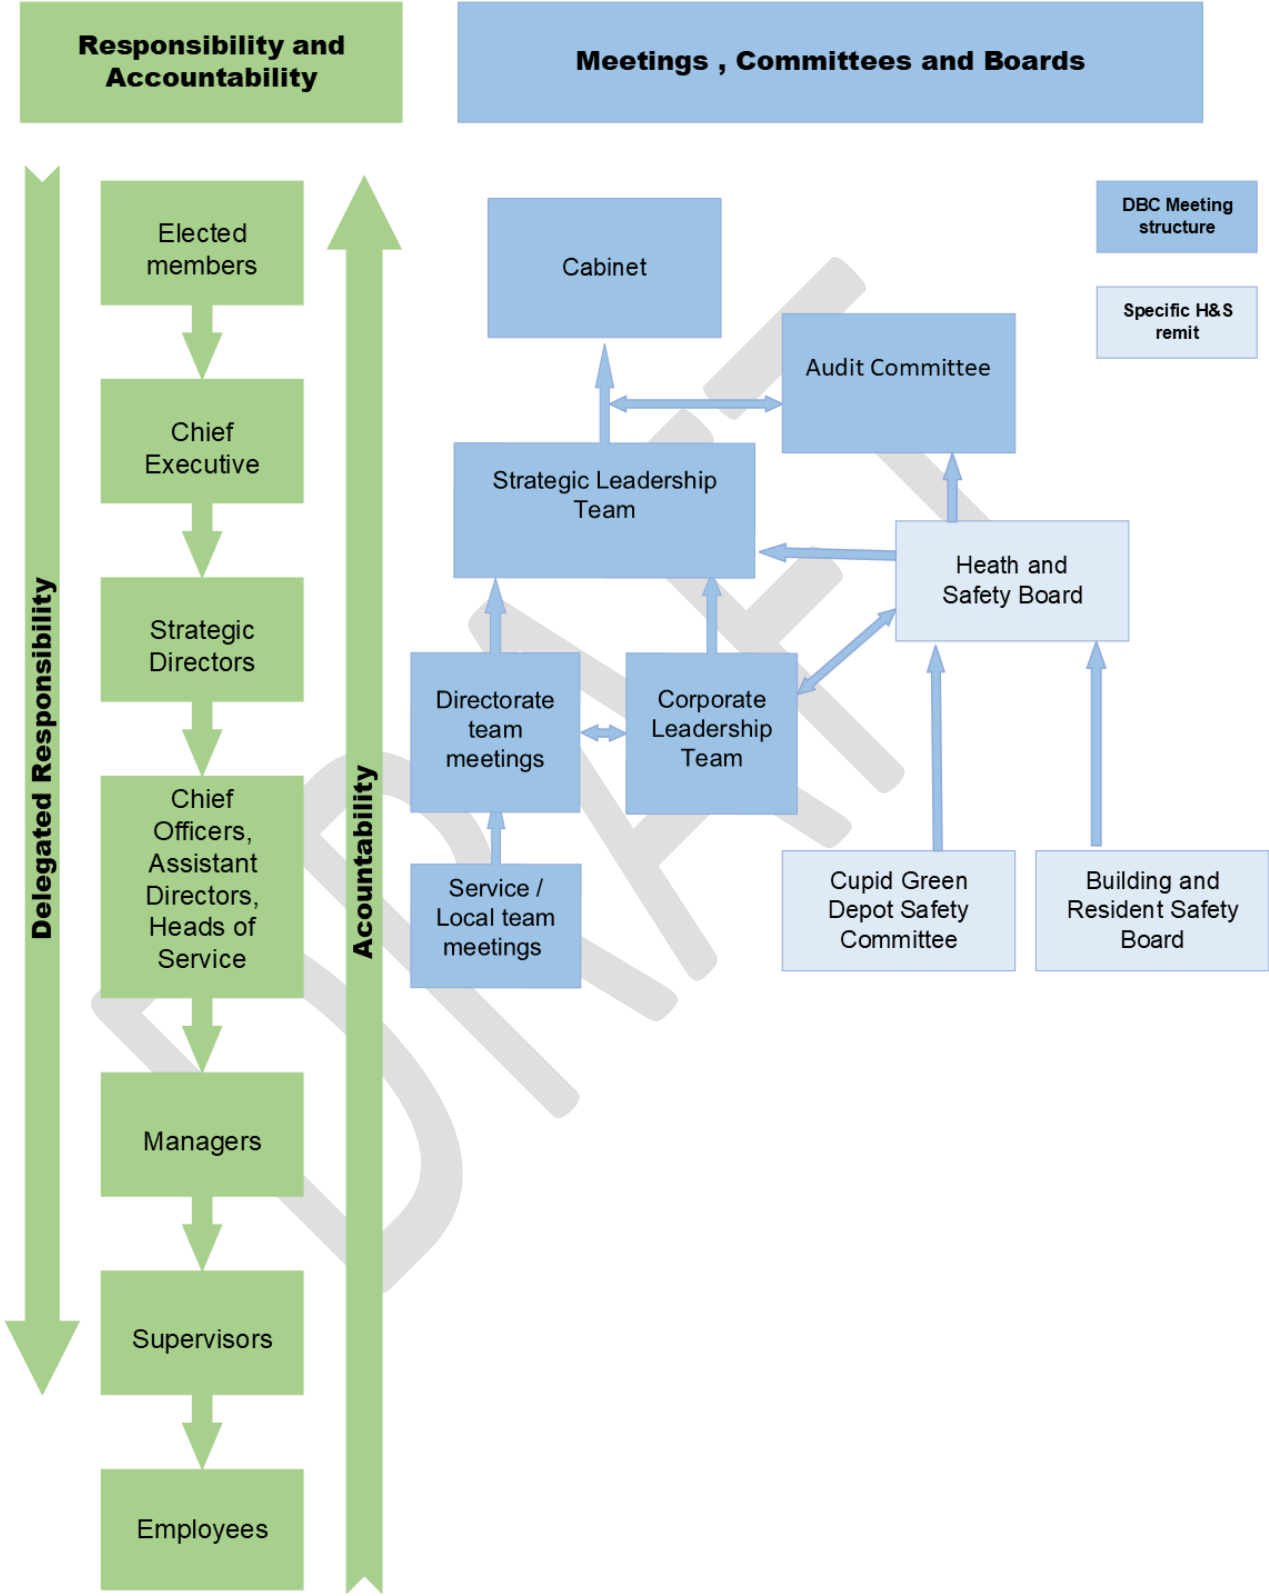 Responsibility and
Accountability
Meetings , Committees and Boards
Delegated Responsibility
Elected
members
Chief
Executive
Strategic
Directors
Chief
Officers,
Assistant
Directors,
Heads of
Service
Managers
Supervisors
Employees
Acountability
Cabinet
Audit Committee
Strategic Leadership
Team
Heath and
Safety Board
Directorate
team
meetings
Corporate
Leadership
Team
Service /
Local team
meetings
Cupid Green
Depot Safety
Committee
Building and
Resident Safety
Board
DBC Meeting
structure
Specific H&S
remit
DRAFT